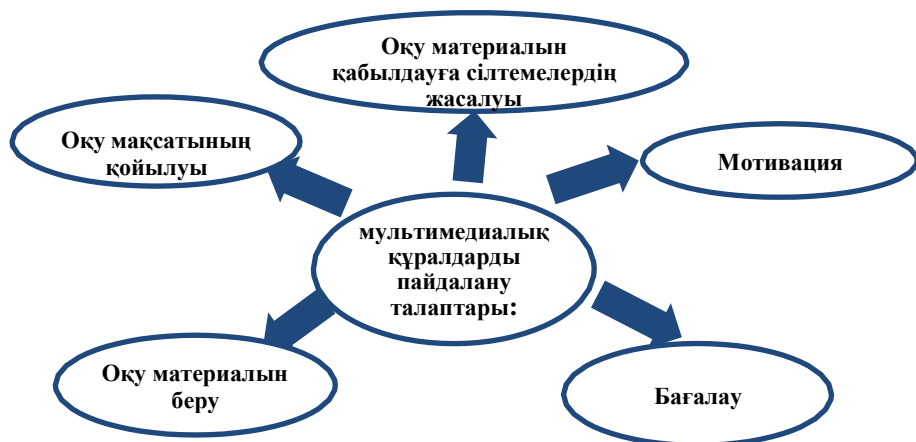 Оқу материалын
қабылдауға сілтемелердің
жасалуы
Оқу мақсатының
қойылуы
Мотивация
мультимедиалық
құралдарды
пайдалану
талаптары:
Оқу материалын
беру
Бағалау